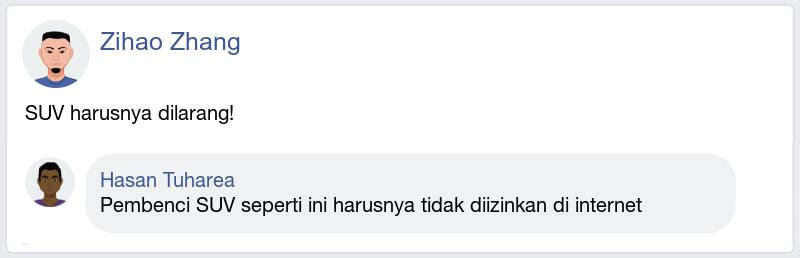 Zihao Zhang
SUV harusnya dilarang!
Hasan Tuharea
Pembenci SUV seperti ini harusnya tidak diizinkan di internet